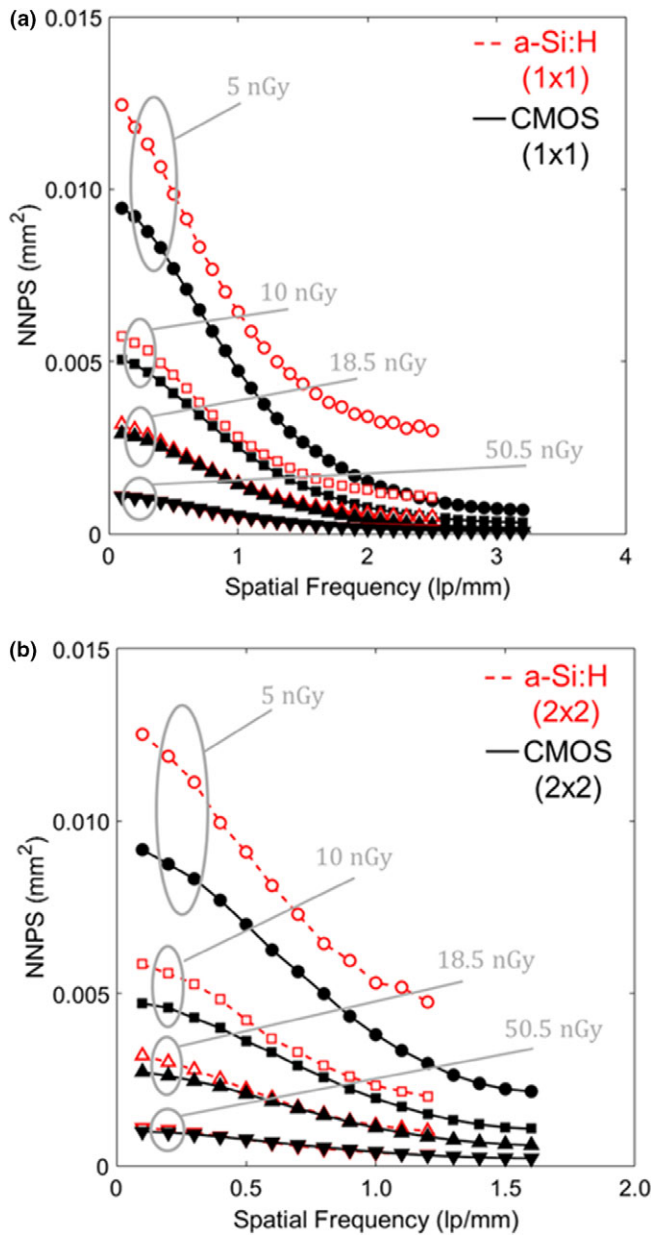 (a)
0.015
0.010
0.005
0
NNPS (mm²)
a-Si:H
(1x1)
CMOS
(1x1)
5 nGy
10 nGy
18.5 nGy
50.5 nGy
0 1 2 3 4
Spatial Frequency (lp/mm)
(b)
0.015
0.010
0.005
0
NNPS (mm²)
a-Si:H
(2x2)
CMOS
(2x2)
5 nGy
10 nGy
18.5 nGy
50.5 nGy
0 0.5 1.0 1.5 2.0
Spatial Frequency (lp/mm)